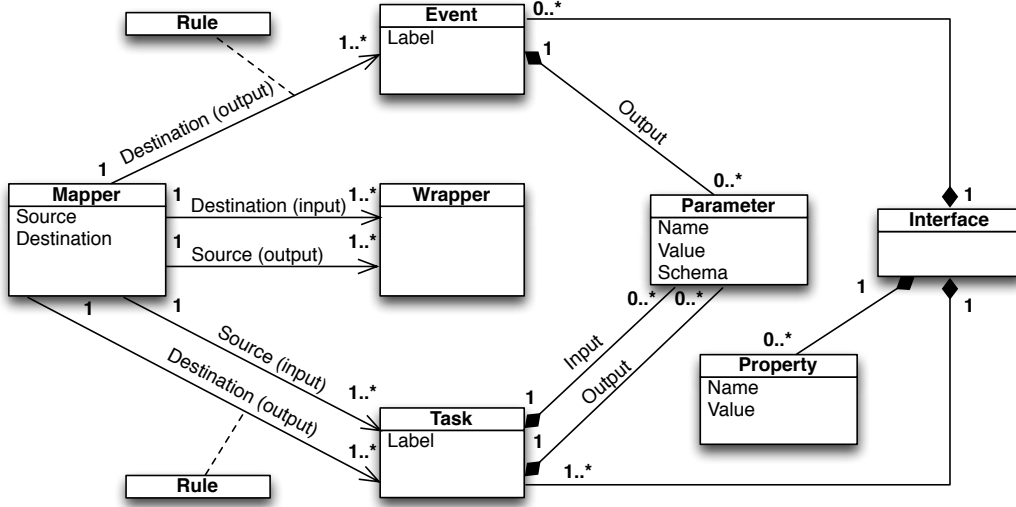 Rule
Event
Label
0..*
1..*
1
Destination (output)
Output
1
0..*
Mapper
Source
Destination
1
Destination (input)
1..*
1
Source (output)
1..*
Wrapper
Parameter
Name
Value
Schema
1
Interface
0..*
0..*
1
1
1
1
Source (input)
Destination (output)
Input
Output
0..*
Property
Name
Value
1..*
1..*
1
1
Task
Label
1..*
Rule